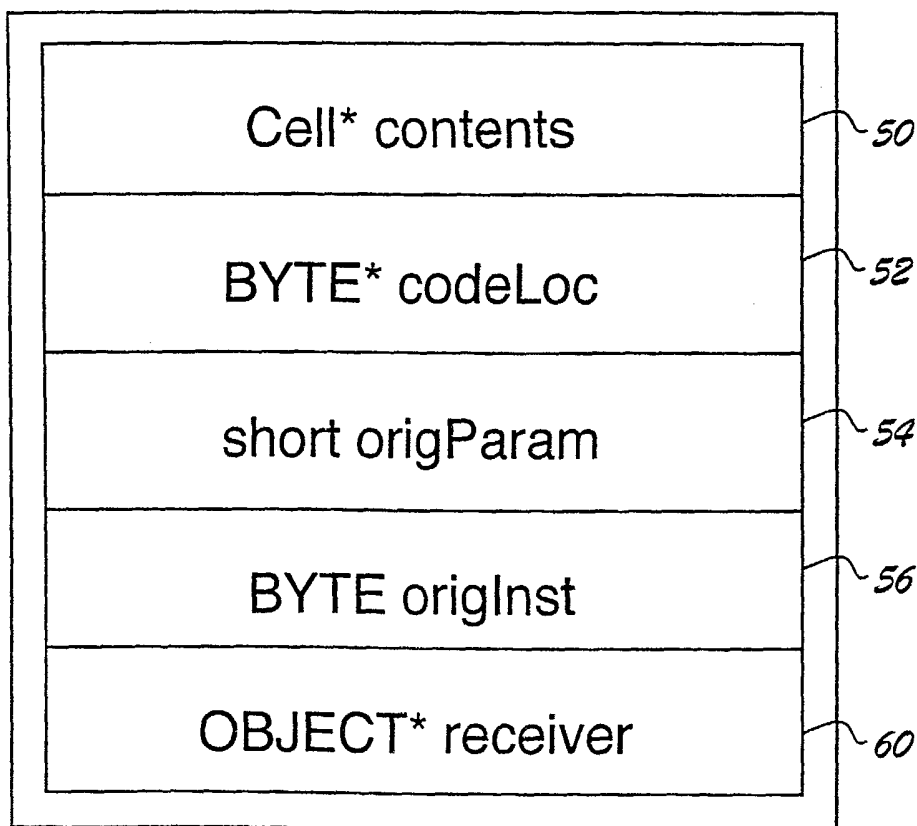 Cell* contents 50
BYTE* codeLoc 52
short origParam 54
BYTE origInst 56
OBJECT* receiver 60